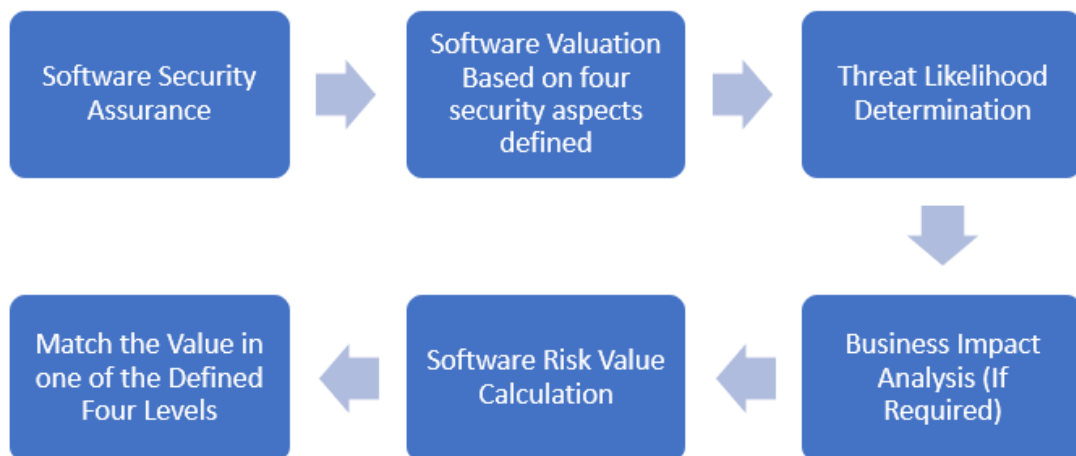 Software Security
Assurance
Software Valuation
Based on four
security aspects
defined
Threat Likelihood
Determination
Business Impact
Analysis (If
Required)
Software Risk Value
Calculation
Match the Value in
one of the Defined
Four Levels